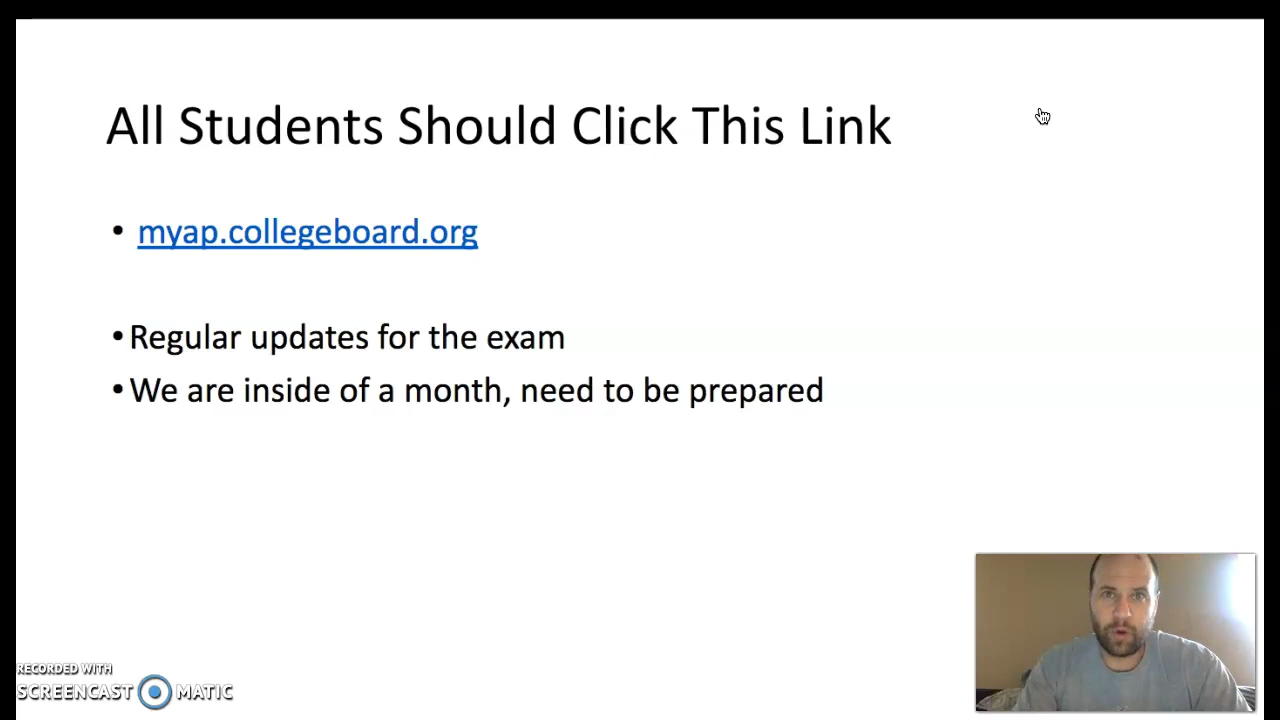 All Students Should Click This Link
• myap.collegeboard.org
• Regular updates for the exam
• We are inside of a month, need to be prepared
RECORDED WITH
SCREENCAST MATIC